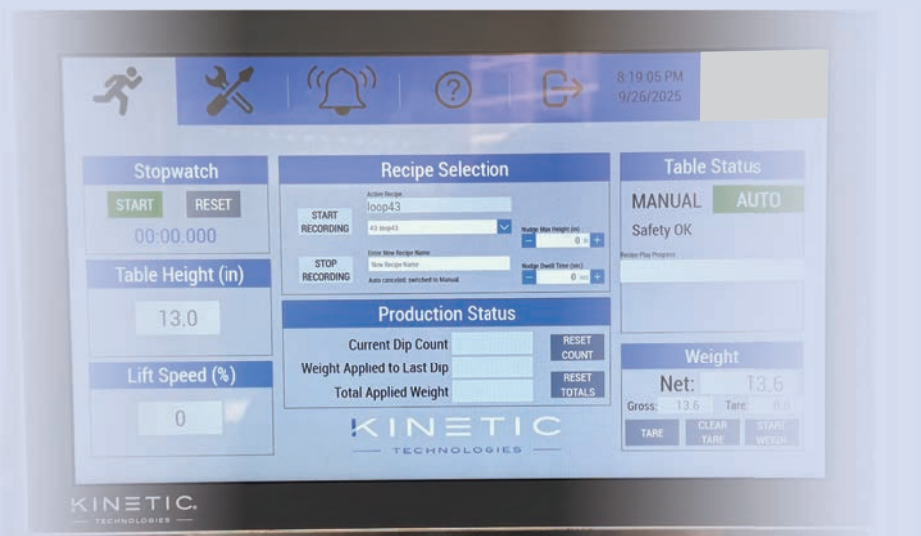 8:19:05 PM
9/26/2025
Stopwatch
START RESET
00:00.000
Table Height (in)
13.0
Lift Speed (%)
0
Recipe Selection
Active Recipe
loop43
START
RECORDING
43 loop43
Nudge Max Height (in)
− 0 in +
Enter New Recipe Name
STOP
RECORDING
New Recipe Name
Nudge Dwell Time (sec)
− 0 +
Auto canceled; switched to Manual
Production Status
Current Dip Count
RESET
COUNT
Weight Applied to Last Dip
Total Applied Weight
RESET
TOTALS
KINETIC
TECHNOLOGIES
Table Status
MANUAL AUTO
Safety OK
Recipe Play Progress
Weight
Net: 13.6
Gross: 13.6 Tare: 0.0
TARE
CLEAR
TARE
START
WEIGH
KINETIC
TECHNOLOGIES